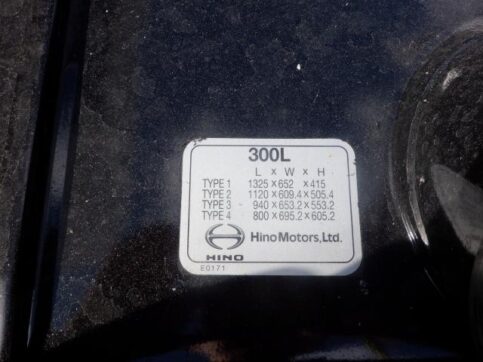 300L
L x W x H
TYPE 1 1325 x 652 x 415
TYPE 2 1120 x 609.4 x 505.4
TYPE 3 - 940 x 653.2 x 553.2
TYPE 4 800 x 695.2 x 605.2
HINO Hino Motors, Ltd.
E0171